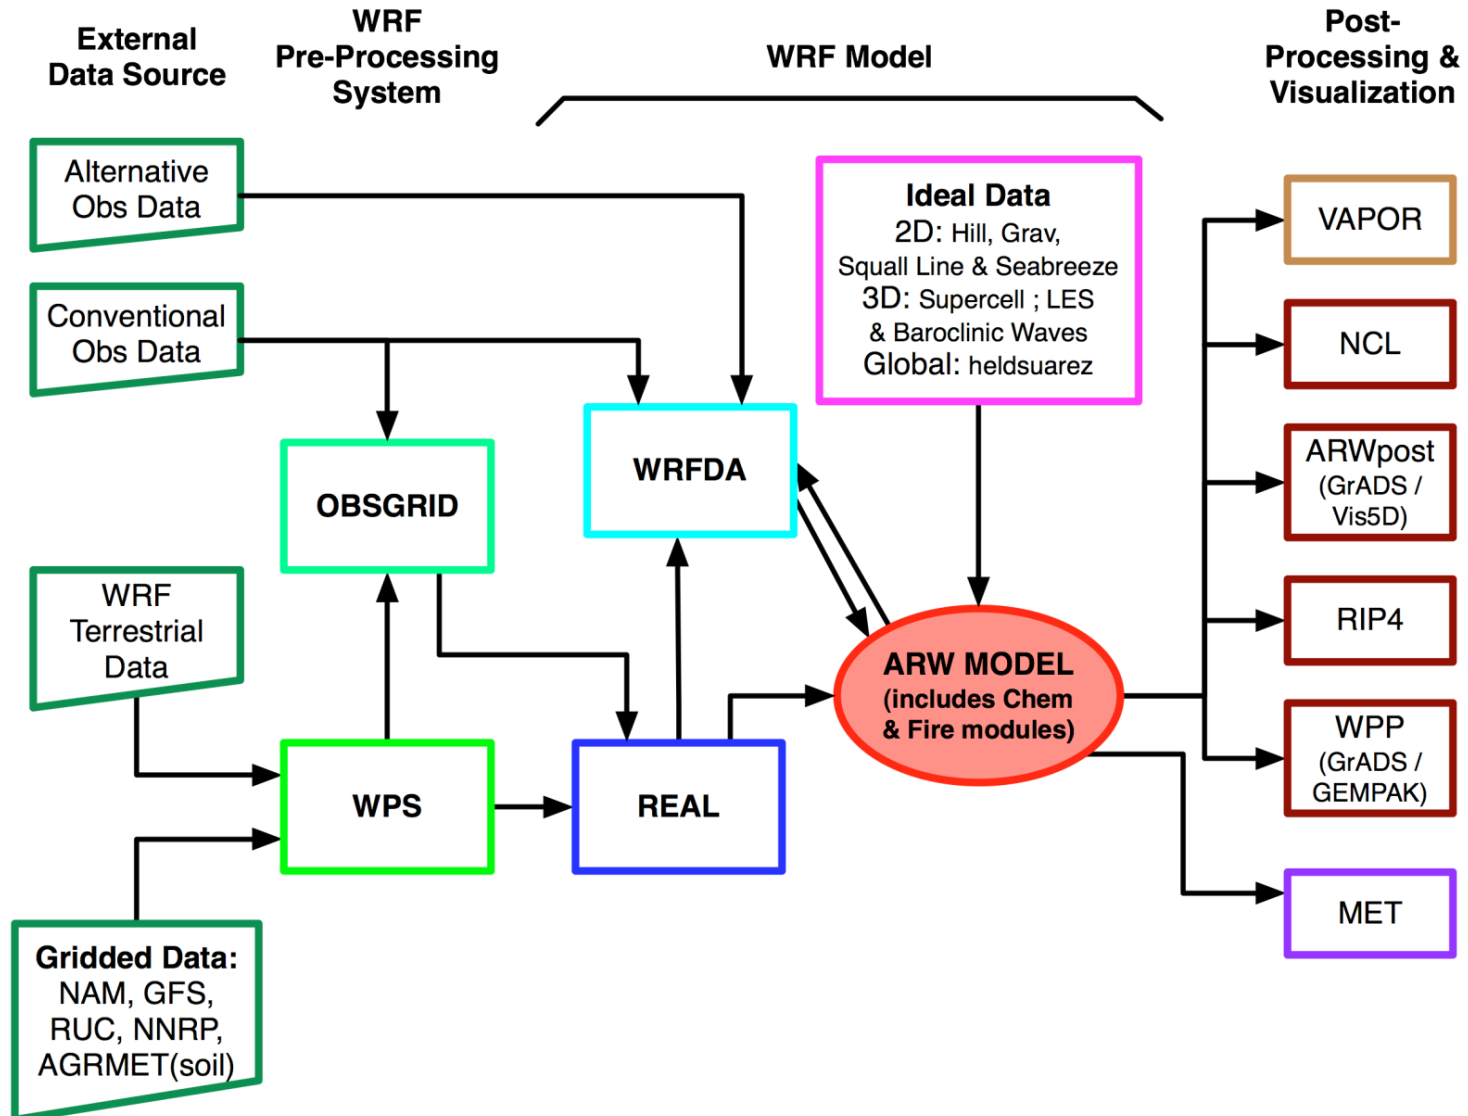 External
Data Source
WRF
Pre-Processing
System
WRF Model
Post-
Processing &
Visualization
Alternative
Obs Data
Conventional
Obs Data
WRF
Terrestrial
Data
Gridded Data:
NAM, GFS,
RUC, NNRP,
AGRMET(soil)
OBSGRID
WPS
WRFDA
REAL
Ideal Data
2D: Hill, Grav,
Squall Line & Seabreeze
3D: Supercell ; LES
& Baroclinic Waves
Global: heldsuarez
ARW MODEL
(includes Chem
& Fire modules)
VAPOR
NCL
ARWpost
(GrADS /
Vis5D)
RIP4
WPP
(GrADS /
GEMPAK)
MET